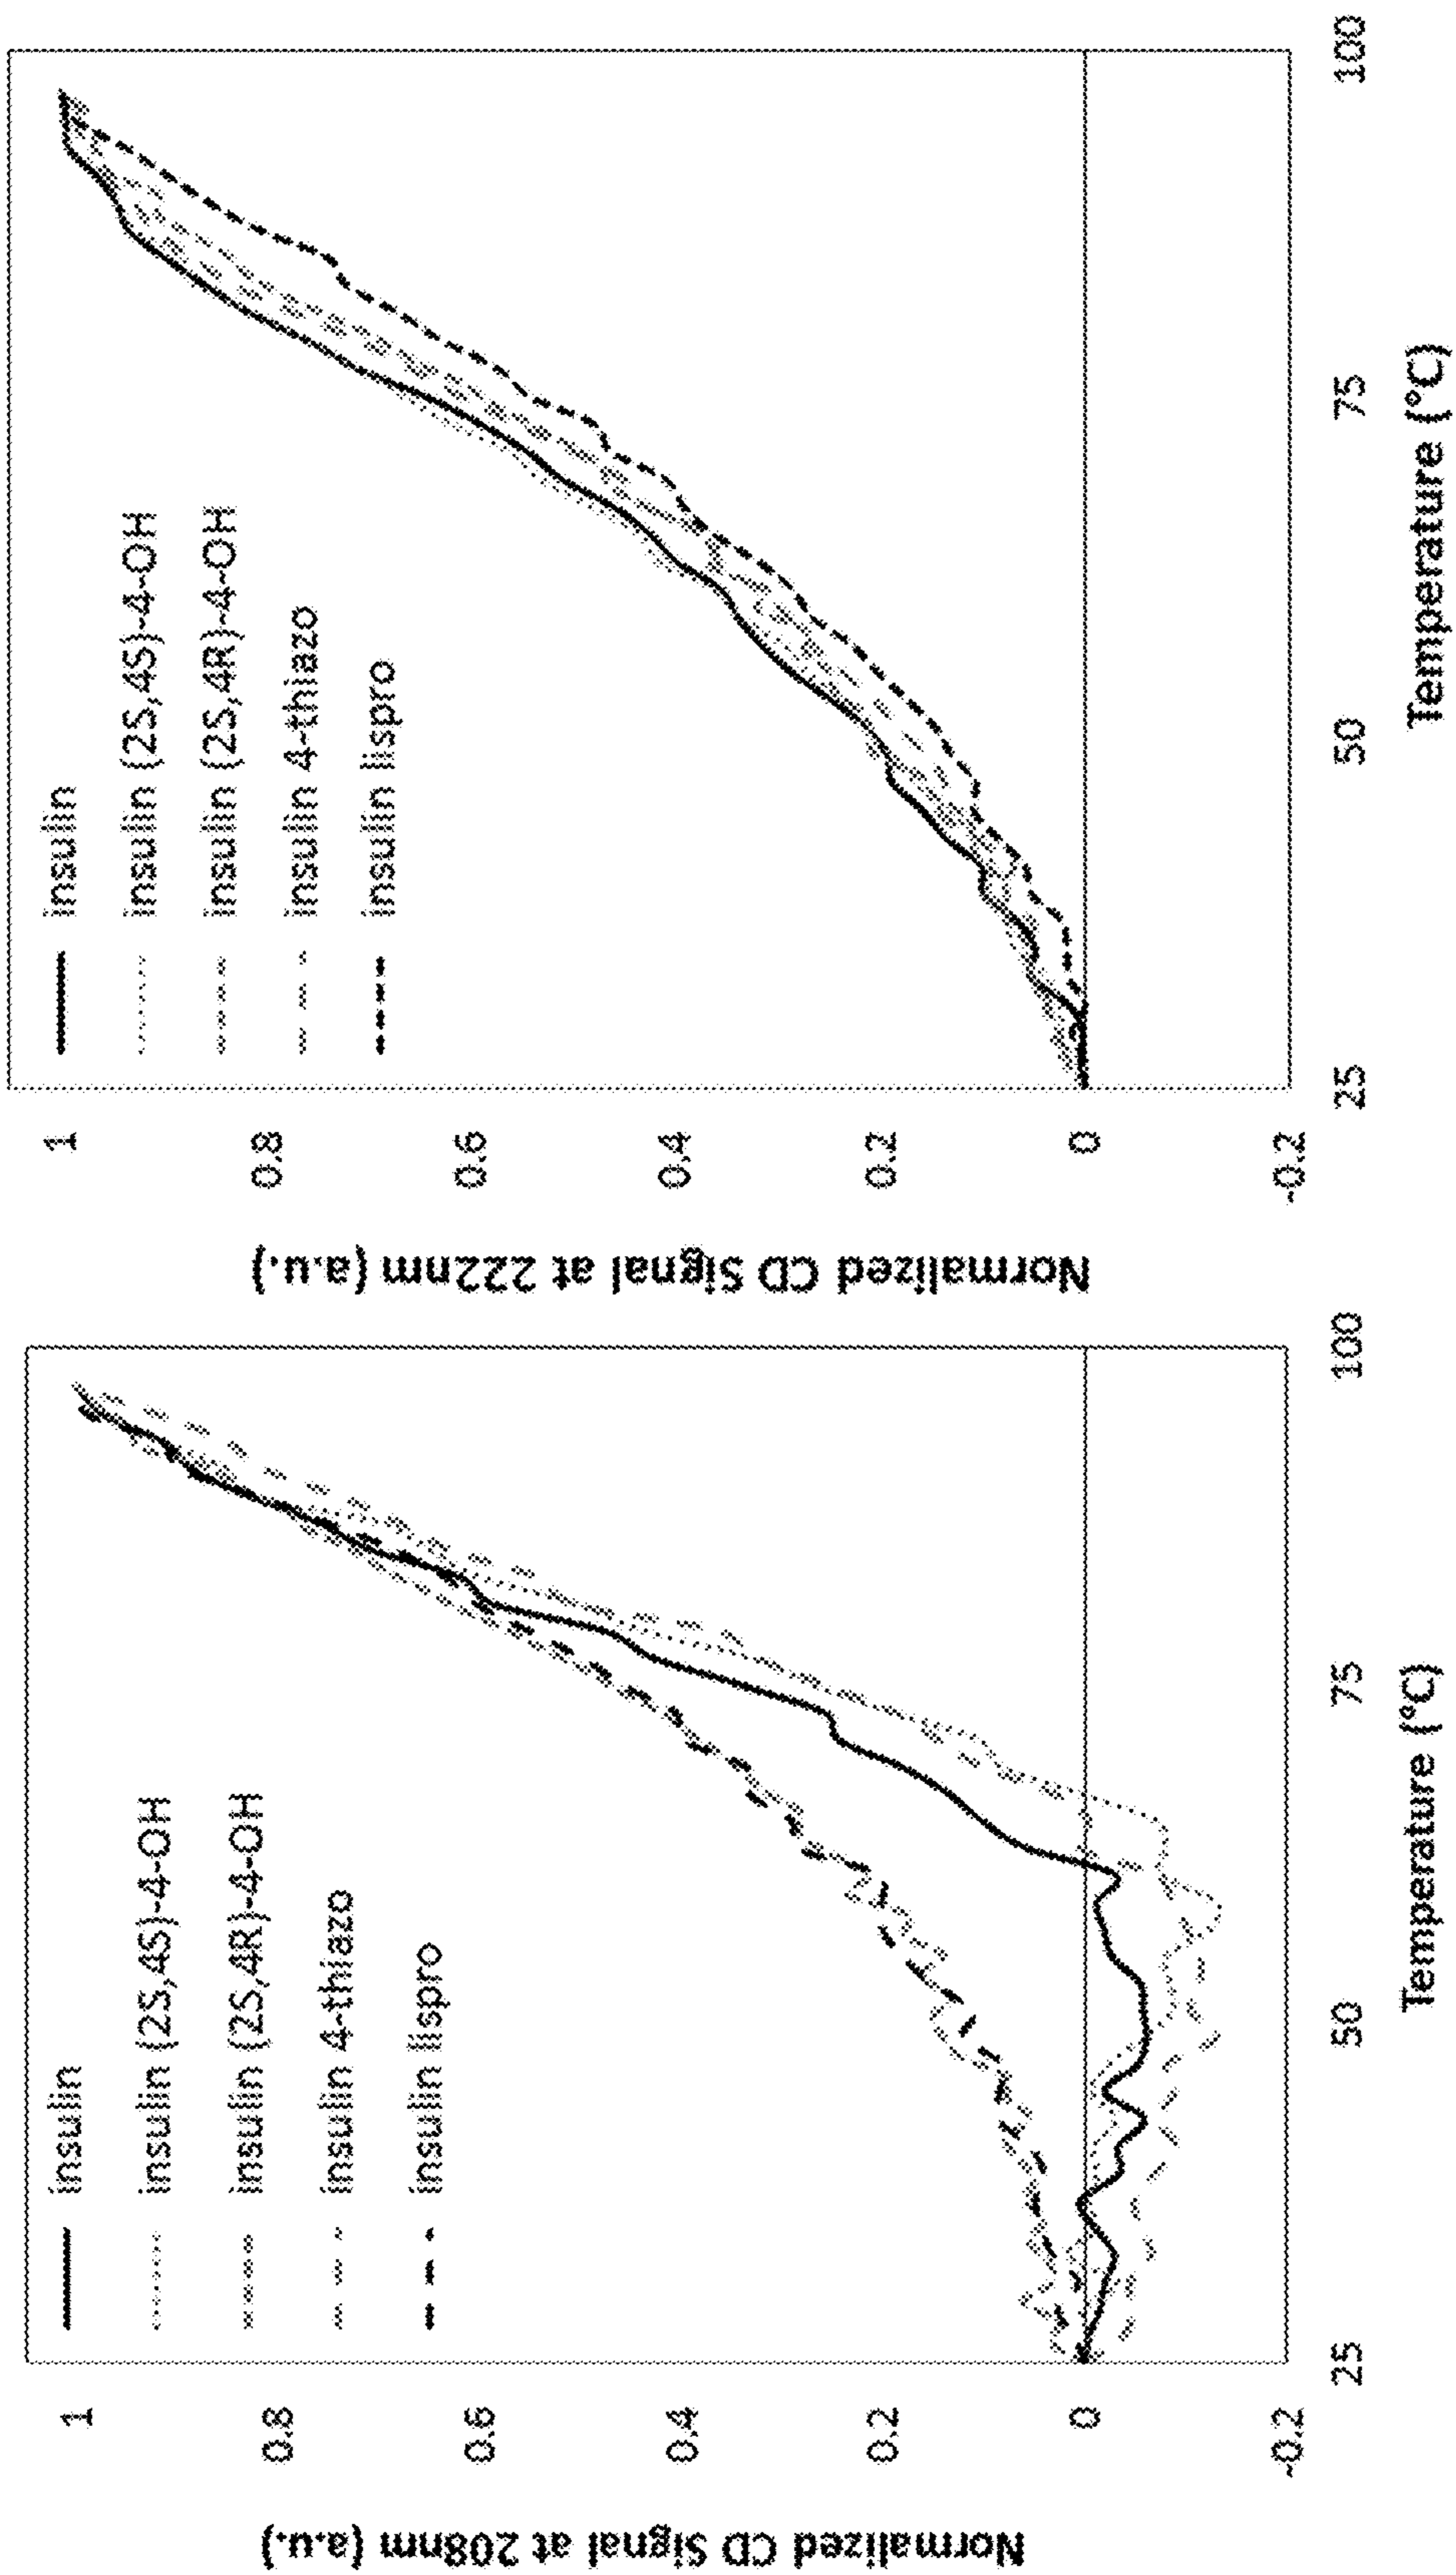 Normalized CD Signal at 208nm (a.u.)
1
0.8
0.6
0.4
0.2
0
-0.2
insulin
insulin (2S,4S)-4-OH
insulin (2S,4R)-4-OH
insulin 4-thiazo
insulin lispro
25
50
75
100
Temperature (°C)
Normalized CD Signal at 222nm (a.u.)
1
0.8
0.6
0.4
0.2
0
-0.2
insulin
insulin (2S,4S)-4-OH
insulin (2S,4R)-4-OH
insulin 4-thiazo
insulin lispro
25
50
75
100
Temperature (°C)